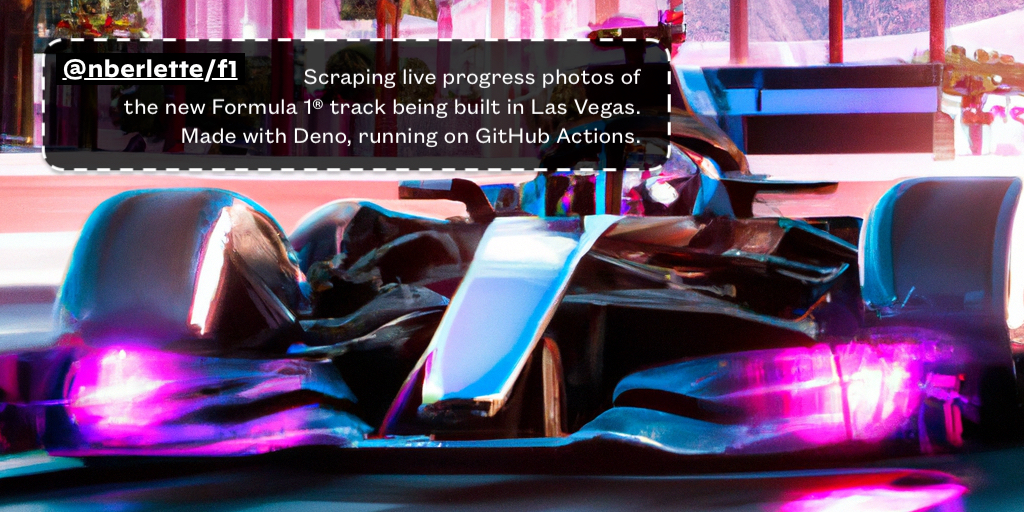 @nberlette/f1
Scraping live progress photos of
the new Formula 1® track being built in Las Vegas.
Made with Deno, running on GitHub Actions.